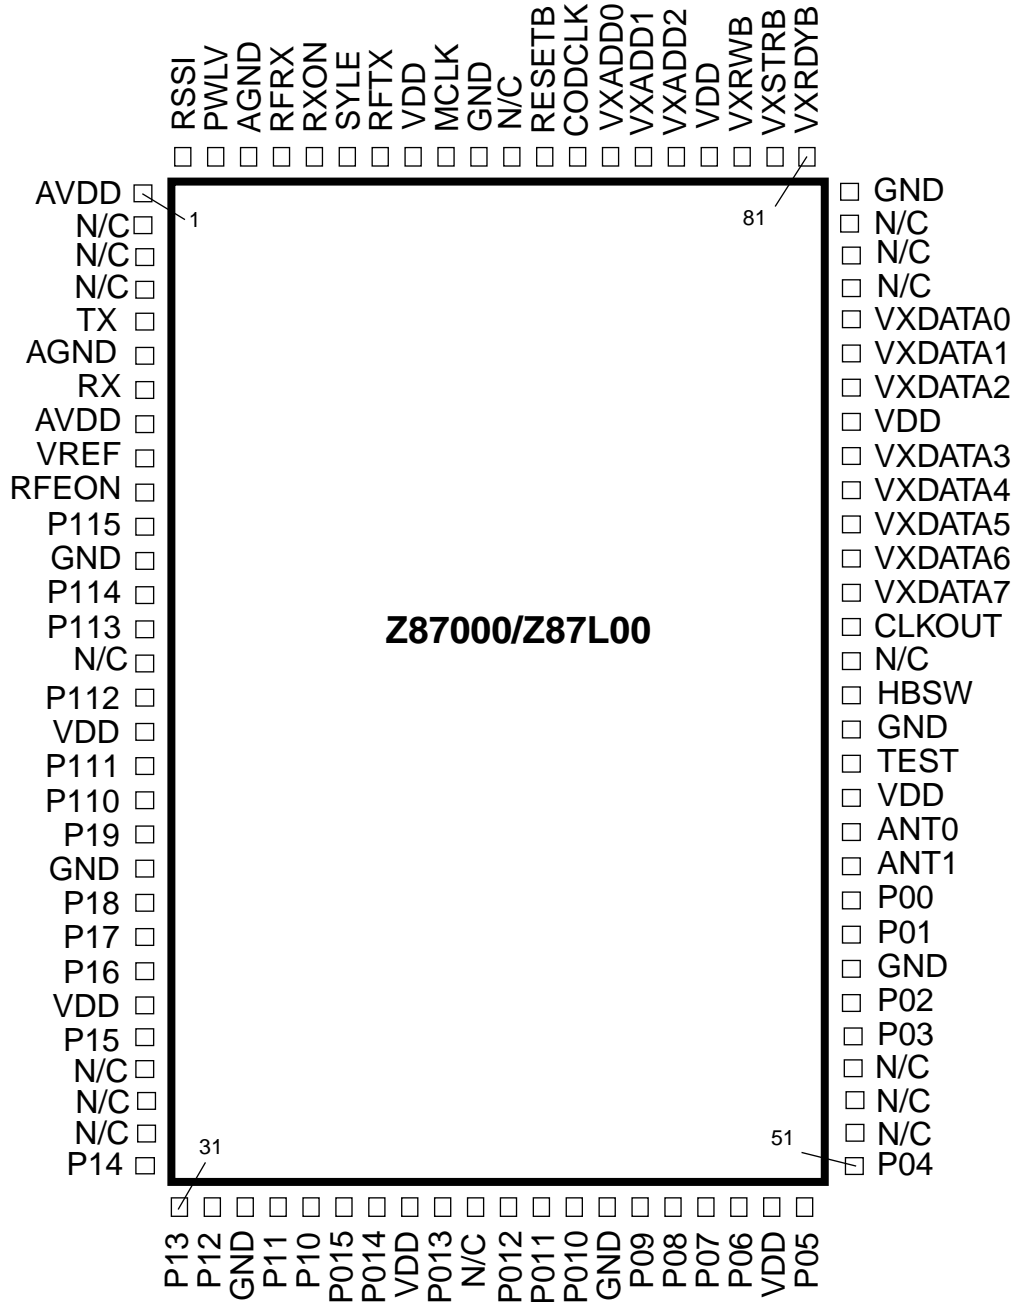 RSSI
PWLV
AGND
RFRX
RXON
SYLE
RFTX
VDD
MCLK
GND
N/C
RESETB
CODCLK
VXADD0
VXADD1
VXADD2
VDD
VXRWB
VXSTRB
VXRDYB
AVDD
N/C
N/C
N/C
TX
AGND
RX
AVDD
VREF
RFEON
P115
GND
P114
P113
N/C
P112
VDD
P111
P110
P19
GND
P18
P17
P16
VDD
P15
N/C
N/C
N/C
P14
1
81
Z87000/Z87L00
31
51
GND
N/C
N/C
N/C
VXDATA0
VXDATA1
VXDATA2
VDD
VXDATA3
VXDATA4
VXDATA5
VXDATA6
VXDATA7
CLKOUT
N/C
HBSW
GND
TEST
VDD
ANT0
ANT1
P00
P01
GND
P02
P03
N/C
N/C
N/C
P04
P13
P12
GND
P11
P10
P015
P014
VDD
P013
N/C
P012
P011
P010
GND
P09
P08
P07
P06
VDD
P05